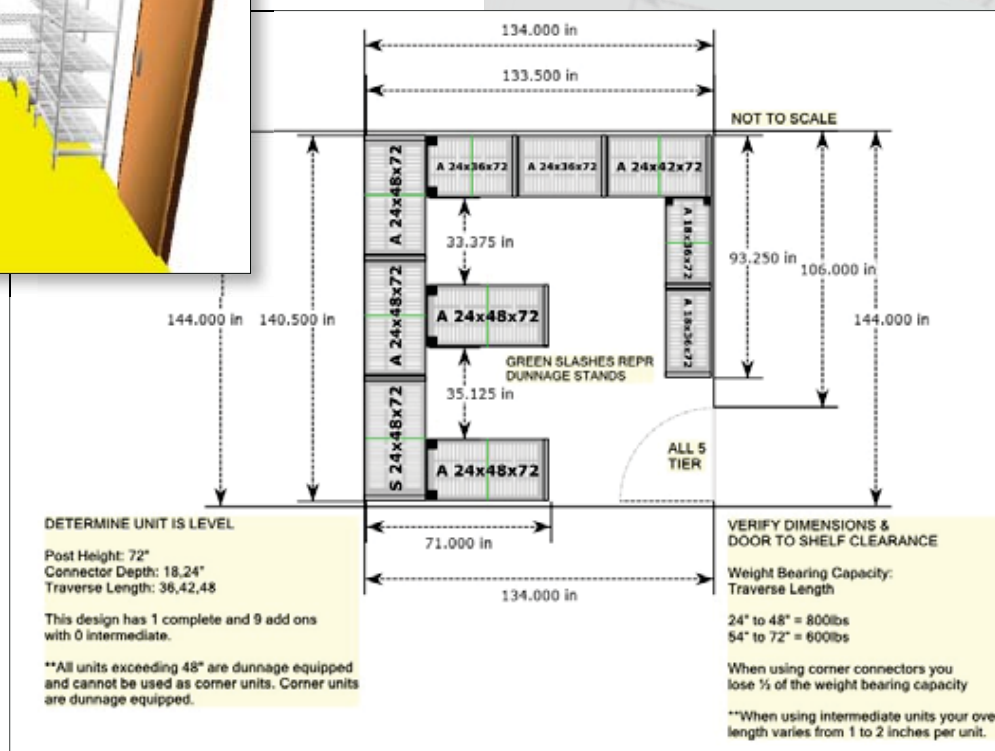 134.000 in
133.500 in
NOT TO SCALE
A 24x48x72
A 24x36x72
A 24x36x72
A 24x42x72
A 18x36x72
33.375 in
93.250 in
106.000 in
A 24x48x72
A 24x48x72
A 18x36x72
144.000 in
140.500 in
144.000 in
GREEN SLASHES REPR
DUNNAGE STANDS
35.125 in
S 24x48x72
A 24x48x72
ALL 5
TIER
71.000 in
134.000 in
DETERMINE UNIT IS LEVEL
Post Height: 72"
Connector Depth: 18,24"
Traverse Length: 36,42,48
This design has 1 complete and 9 add ons
with 0 intermediate.
**All units exceeding 48" are dunnage equipped
and cannot be used as corner units. Corner units
are dunnage equipped.
VERIFY DIMENSIONS &
DOOR TO SHELF CLEARANCE
Weight Bearing Capacity:
Traverse Length
24" to 48" = 800lbs
54" to 72" = 600lbs
When using corner connectors you
lose ½ of the weight bearing capacity
**When using intermediate units your ove
length varies from 1 to 2 inches per unit.